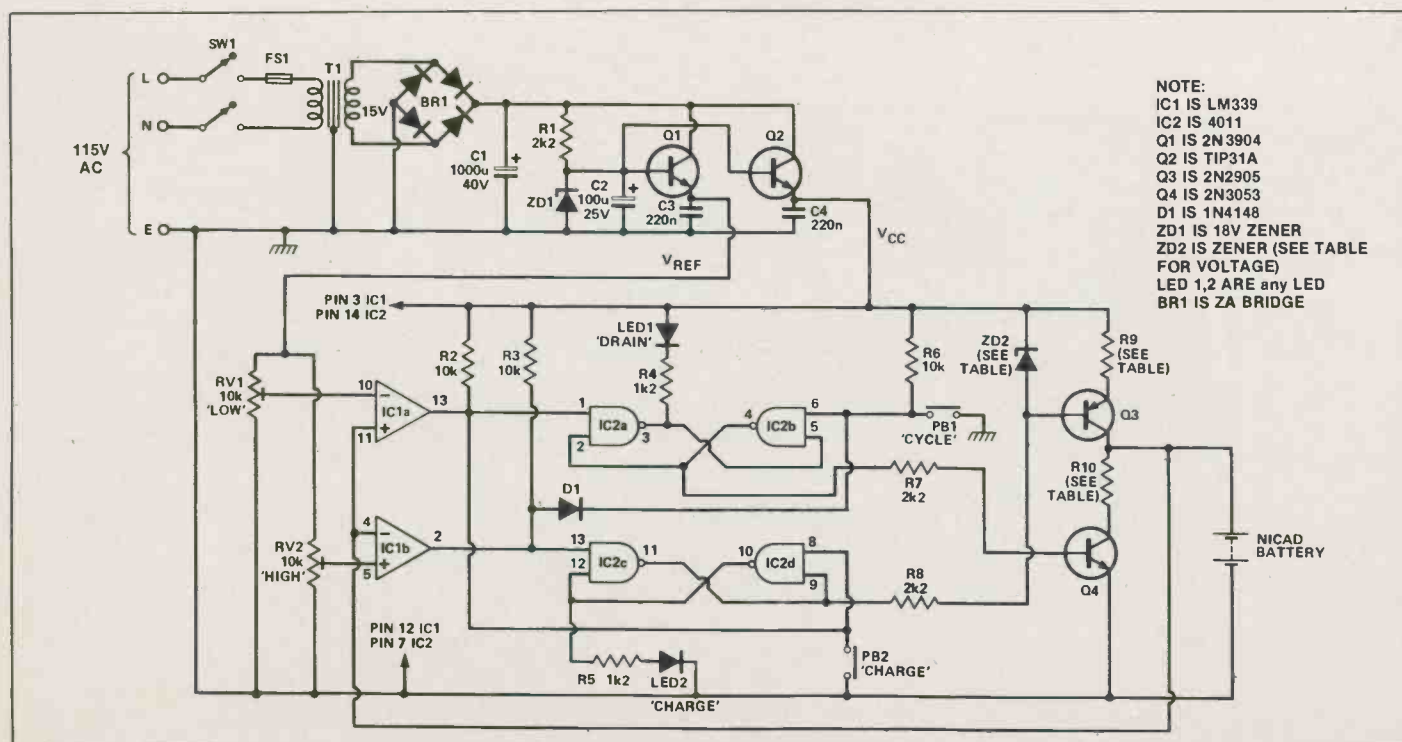 SW1
FS1
T1
L
N
115V
AC
E
15V
BR1
C1
1000u
40V
+
R1
2k2
ZD1
C2
100u
25V
+
Q1
C3
220n
Q2
C4
220n
VREF
VCC
NOTE:
IC1 IS LM339
IC2 IS 4011
Q1 IS 2N3904
Q2 IS TIP31A
Q3 IS 2N2905
Q4 IS 2N3053
D1 IS 1N4148
ZD1 IS 18V ZENER
ZD2 IS ZENER (SEE TABLE
FOR VOLTAGE)
LED 1,2 ARE any LED
BR1 IS ZA BRIDGE
PIN 3 IC1
PIN 14 IC2
RV1
10k
'LOW'
RV2
10k
'HIGH'
10
–
IC1a
+
11
13
R2
10k
R3
10k
LED1
'DRAIN'
R4
1k2
1
2
IC2a
3
4
IC2b
6
5
R6
10k
PB1
'CYCLE'
ZD2
(SEE
TABLE)
R9
(SEE
TABLE)
Q3
R10
(SEE
TABLE)
R7
2k2
Q4
D1
4
–
IC1b
+
5
2
13
12
IC2c
11
10
IC2d
8
9
R8
2k2
NICAD
BATTERY
PIN 12 IC1
PIN 7 IC2
R5 1k2
LED2
'CHARGE'
PB2
'CHARGE'